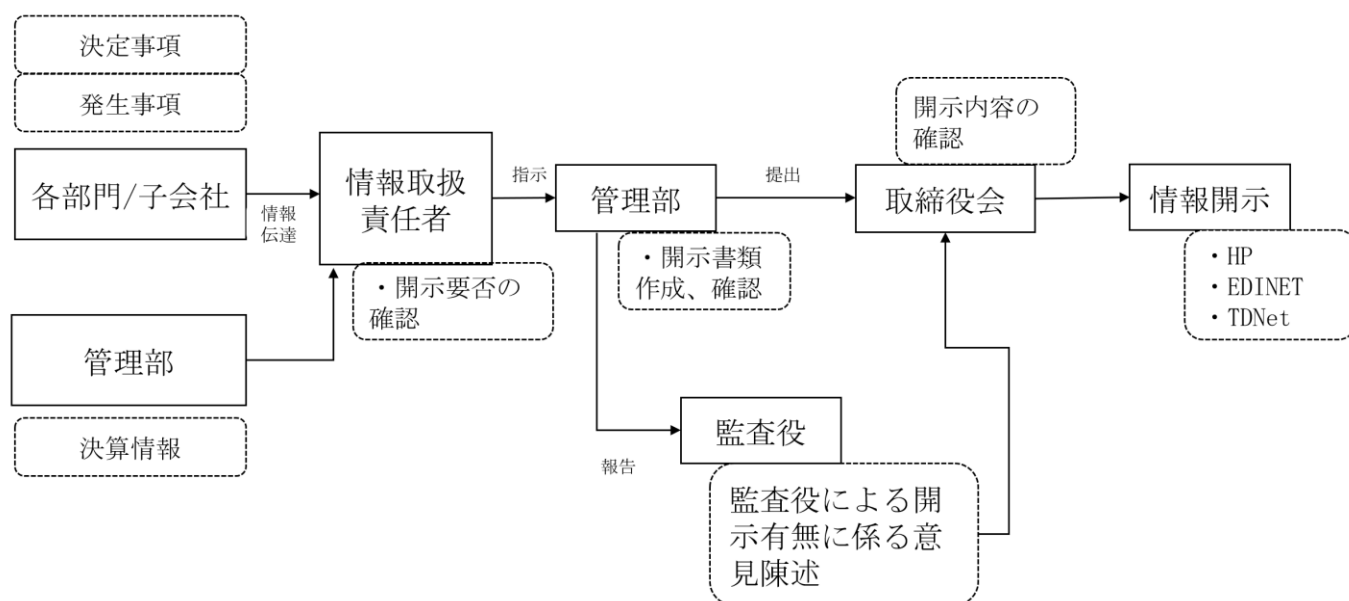 決定事項
発生事項
各部門/子会社
情報
伝達
情報取扱
責任者
・開示要否の
確認
管理部
決算情報
指示
管理部
・開示書類
作成、確認
提出
報告
監査役
監査役による開
示有無に係る意
見陳述
開示内容の
確認
取締役会
情報開示
・HP
・EDINET
・TDNet